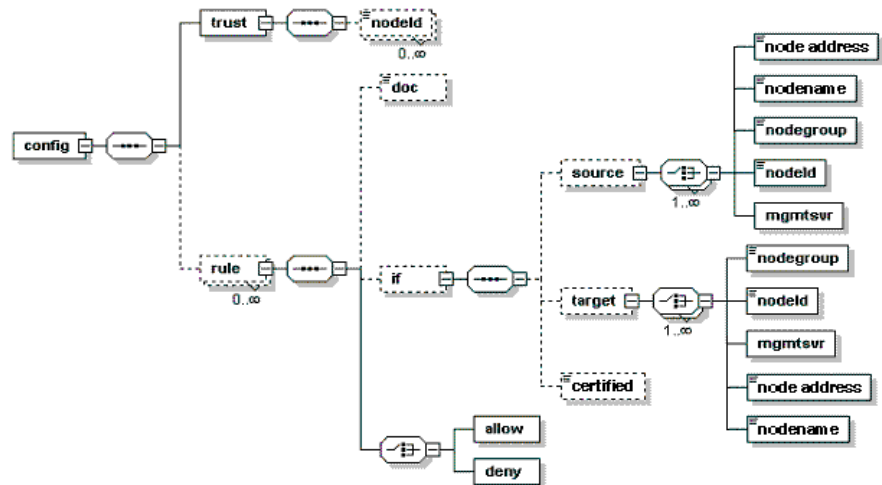 trust
nodeId
0..∞
doc
node address
nodename
nodegroup
config
source
nodeId
1..∞
mgmtsvr
rule
0..∞
if
nodegroup
target
nodeId
1..∞
mgmtsvr
certified
node address
allow
nodename
deny